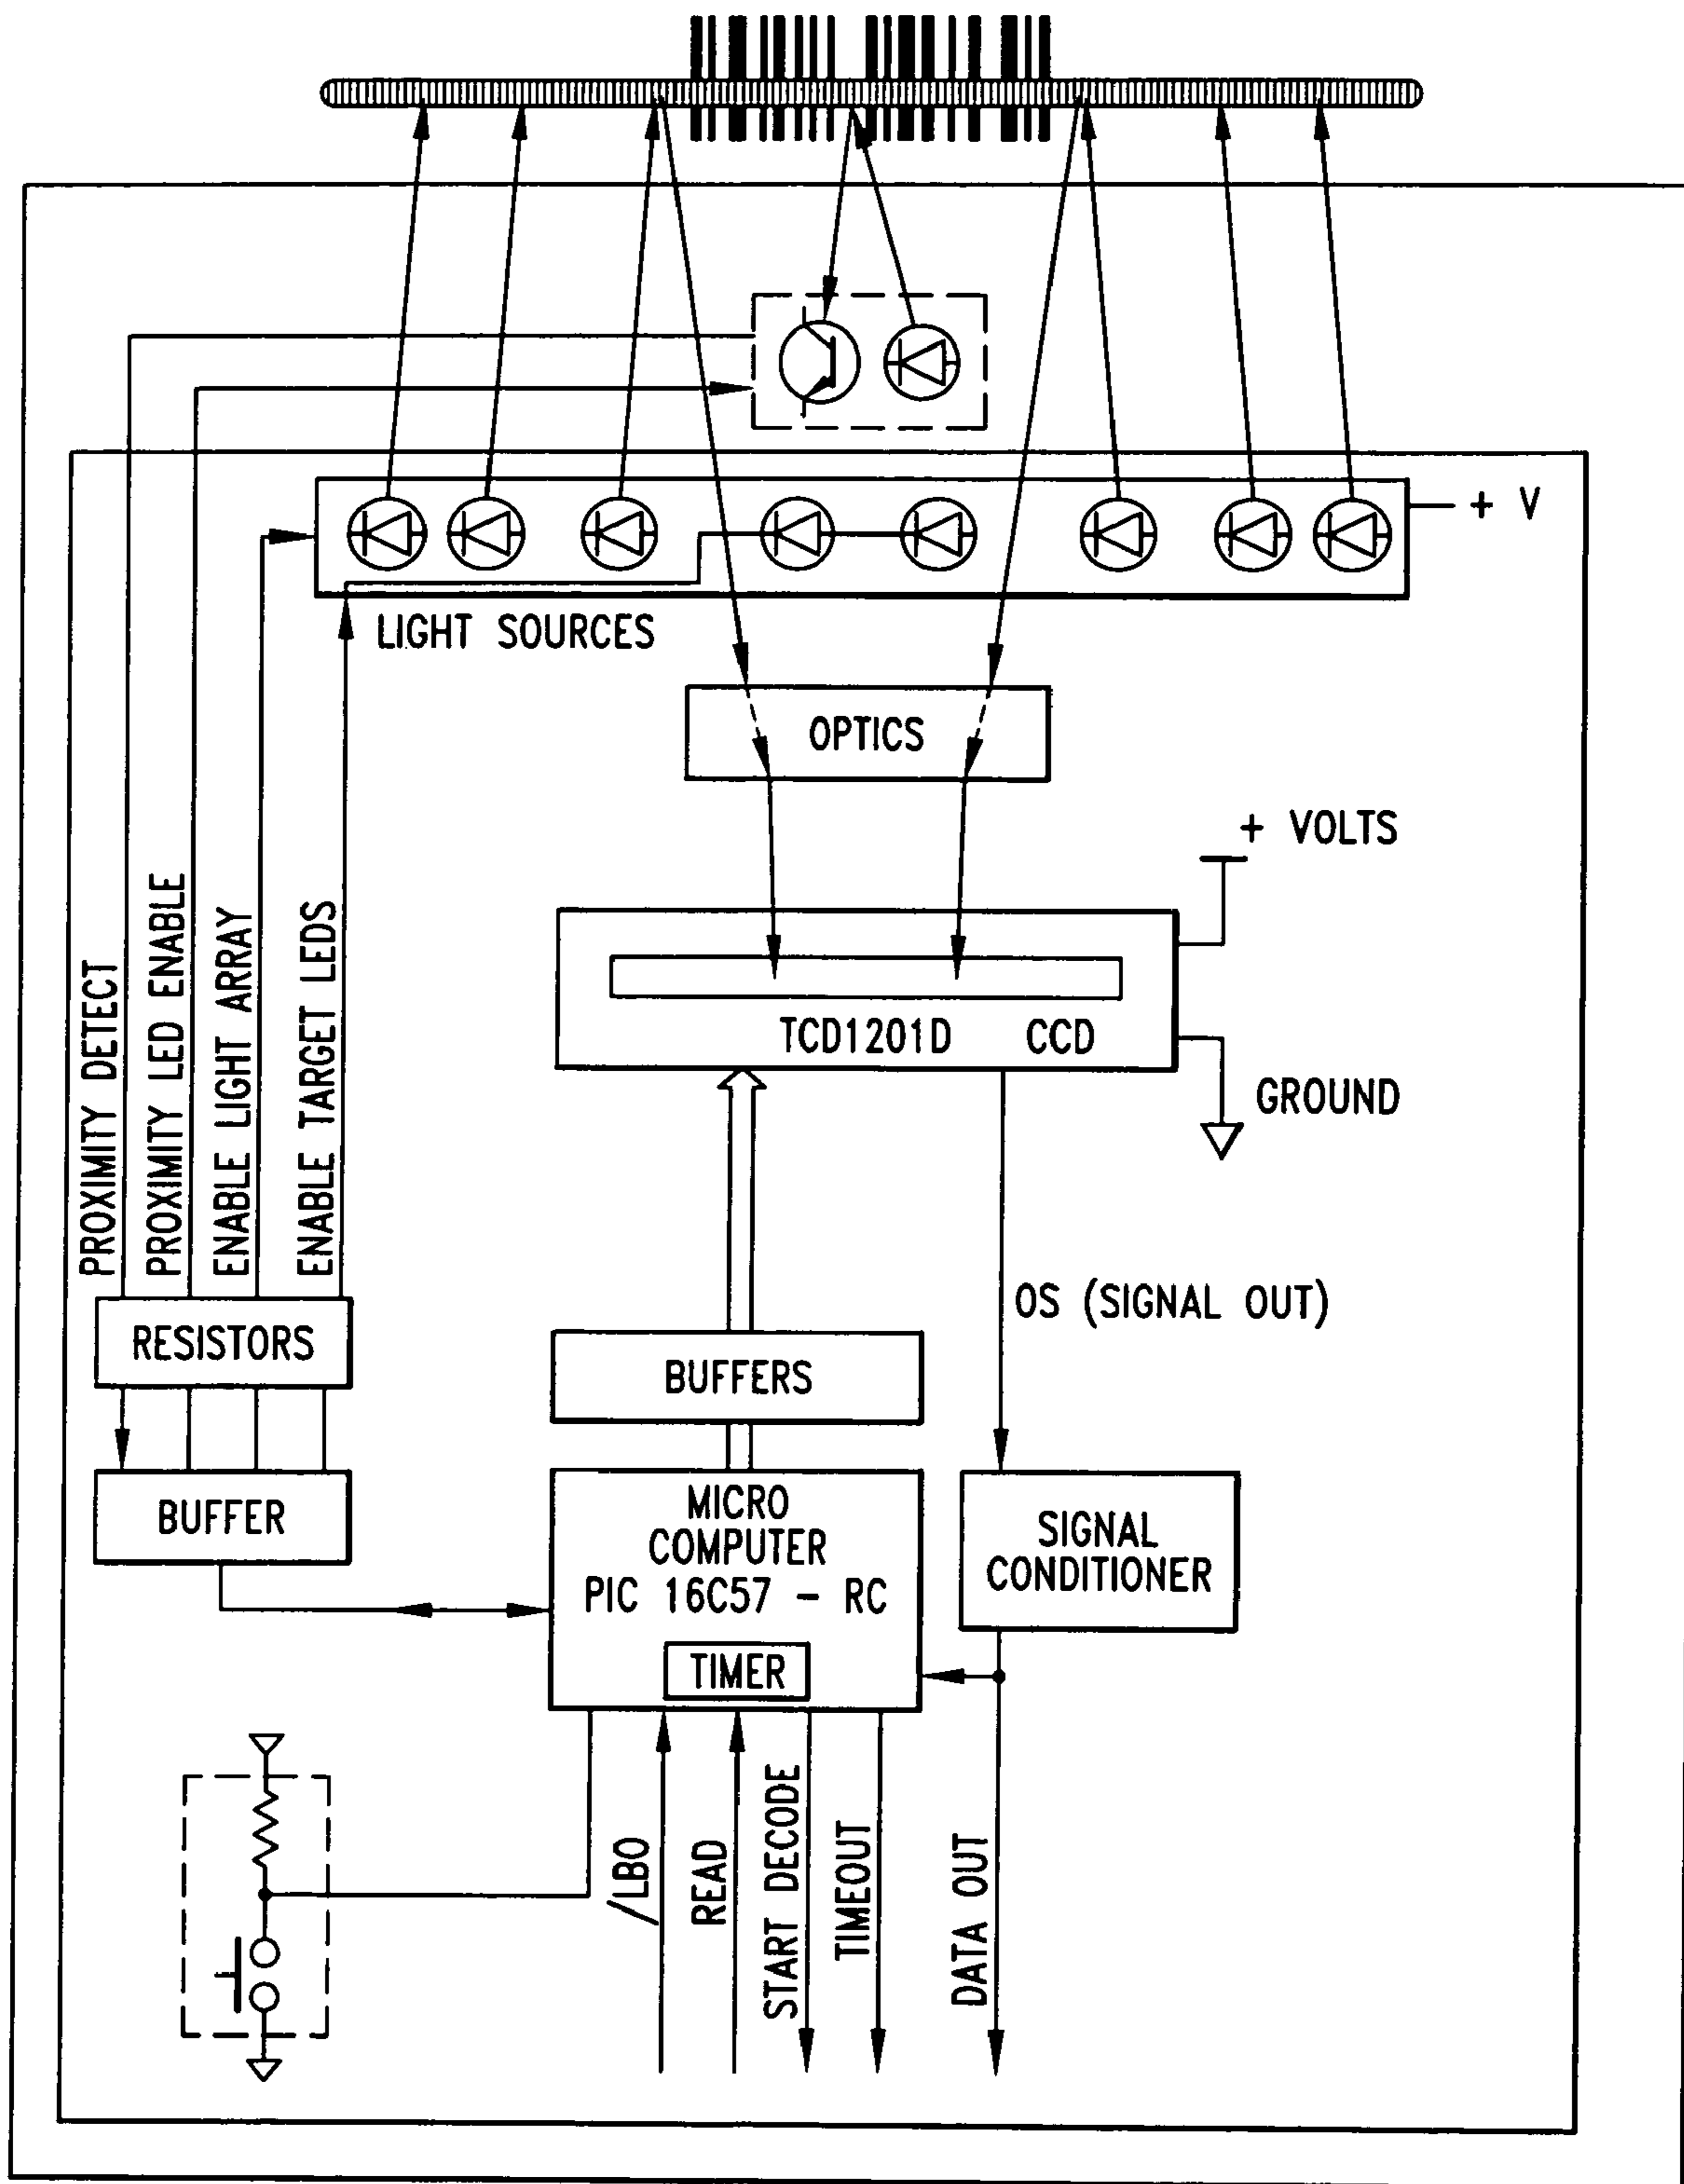 + V
LIGHT SOURCES
OPTICS
+ VOLTS
TCD1201D CCD
GROUND
PROXIMITY DETECT
PROXIMITY LED ENABLE
ENABLE LIGHT ARRAY
ENABLE TARGET LEDS
OS (SIGNAL OUT)
RESISTORS
BUFFERS
BUFFER
MICRO
COMPUTER
PIC 16C57 - RC
TIMER
SIGNAL
CONDITIONER
/LBO
READ
START DECODE
TIMEOUT
DATA OUT